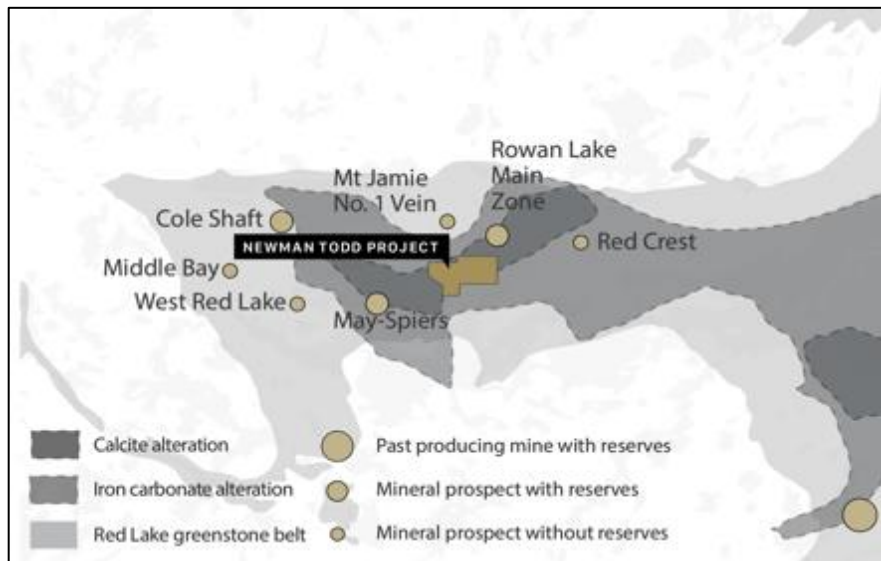 Rowan Lake
Main
Zone
Mt Jamie
No. 1 Vein
Cole Shaft
Red Crest
NEWMAN TODD PROJECT
Middle Bay
West Red Lake
May-Spiers
Calcite alteration
Past producing mine with reserves
Iron carbonate alteration
Mineral prospect with reserves
Red Lake greenstone belt
Mineral prospect without reserves